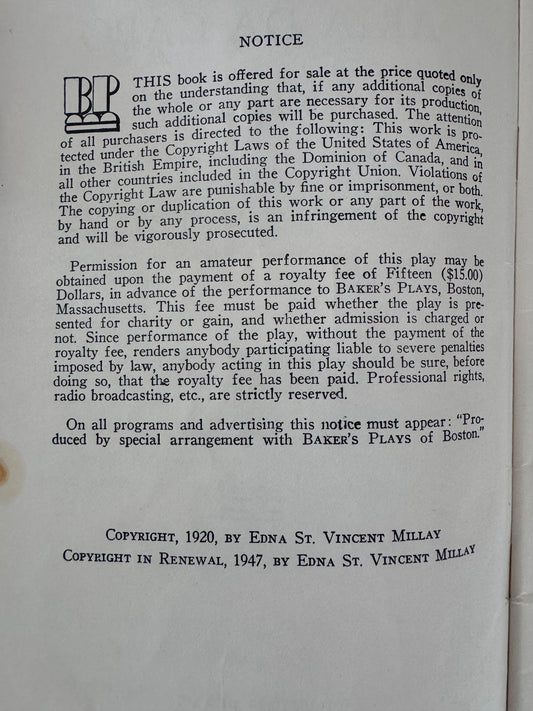 NOTICE
BP
THIS book is offered for sale at the price quoted only
on the understanding that, if any additional copies of
the whole or any part are necessary for its production,
such additional copies will be purchased. The attention
of all purchasers is directed to the following: This work is pro-
tected under the Copyright Laws of the United States of America,
in the British Empire, including the Dominion of Canada, and in
all other countries included in the Copyright Union. Violations of
the Copyright Law are punishable by fine or imprisonment, or both.
The copying or duplication of this work or any part of the work,
by hand or by any process, is an infringement of the copyright
and will be vigorously prosecuted.
Permission for an amateur performance of this play may be
obtained upon the payment of a royalty fee of Fifteen ($15.00)
Dollars, in advance of the performance to BAKER'S PLAYS, Boston,
Massachusetts. This fee must be paid whether the play is pre-
sented for charity or gain, and whether admission is charged or
not. Since performance of the play, without the payment of the
royalty fee, renders anybody participating liable to severe penalties
imposed by law, anybody acting in this play should be sure, before
doing so, that the royalty fee has been paid. Professional rights,
radio broadcasting, etc., are strictly reserved.
On all programs and advertising this notice must appear: "Pro-
duced by special arrangement with BAKER'S PLAYS of Boston."
COPYRIGHT, 1920, BY EDNA ST. VINCENT MILLAY
COPYRIGHT IN RENEWAL, 1947, BY EDNA ST. VINCENT MILLAY